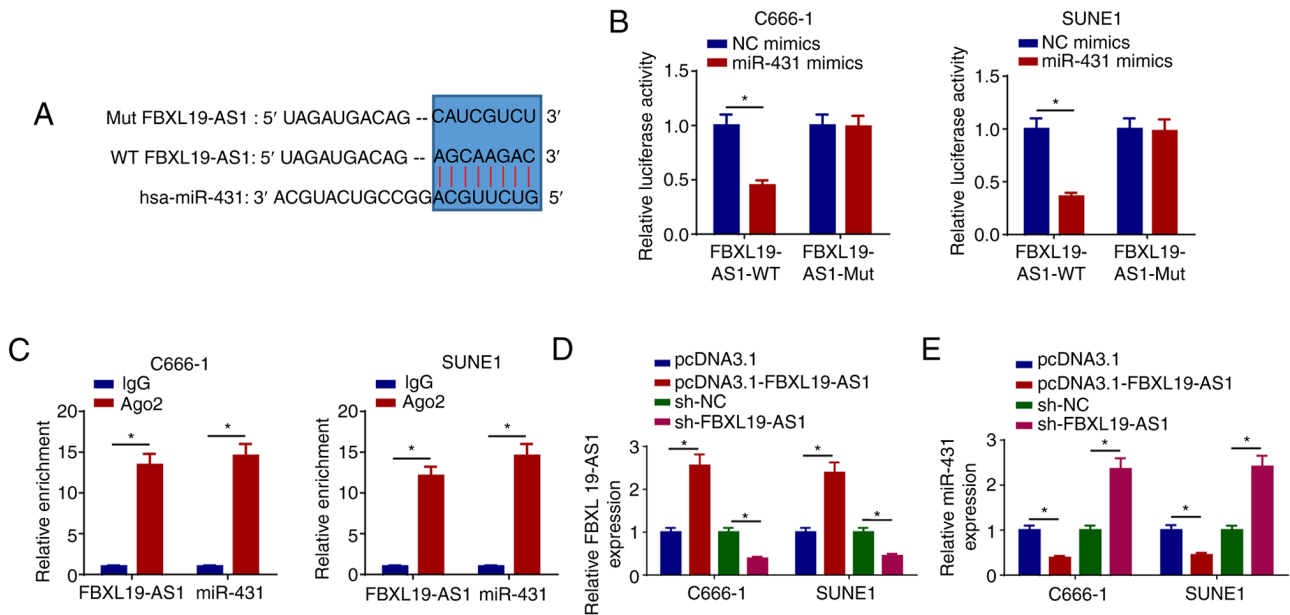 A
Mut FBXL19-AS1 : 5′ UAGAUGACAG -- CAUCGUCU 3′
WT FBXL19-AS1: 5′ UAGAUGACAG -- AGCAAGAC 3′
hsa-miR-431: 3′ ACGUACUGCCGGACGUUCUG 5′
B
C666-1
NC mimics
miR-431 mimics
Relative luciferase activity
1.5
1.0
0.5
0.0
*
FBXL19-
AS1-WT
FBXL19-
AS1-Mut
SUNE1
NC mimics
miR-431 mimics
Relative luciferase activity
1.5
1.0
0.5
0.0
*
FBXL19-
AS1-WT
FBXL19-
AS1-Mut
C
C666-1
IgG
Ago2
Relative enrichment
20
15
10
5
0
*
*
FBXL19-AS1 miR-431
SUNE1
IgG
Ago2
Relative enrichment
20
15
10
5
0
*
*
FBXL19-AS1 miR-431
D
pcDNA3.1
pcDNA3.1-FBXL19-AS1
sh-NC
sh-FBXL19-AS1
Relative FBXL 19-AS1
expression
3
2
1
0
*
*
*
*
C666-1 SUNE1
E
pcDNA3.1
pcDNA3.1-FBXL19-AS1
sh-NC
sh-FBXL19-AS1
Relative miR-431
expression
3
2
1
0
*
*
*
*
C666-1 SUNE1